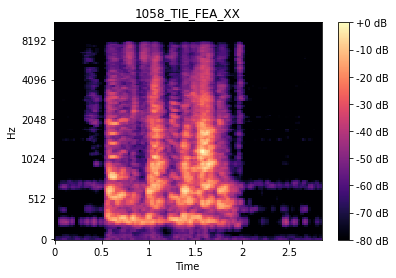 1058_TIE_FEA_XX
+0 dB
8192
-10 dB
4096
-20 dB
-30 dB
2048
-40 dB
Hz
1024
-50 dB
512
-60 dB
-70 dB
0
-80 dB
0 0.5 1 1.5 2 2.5
Time